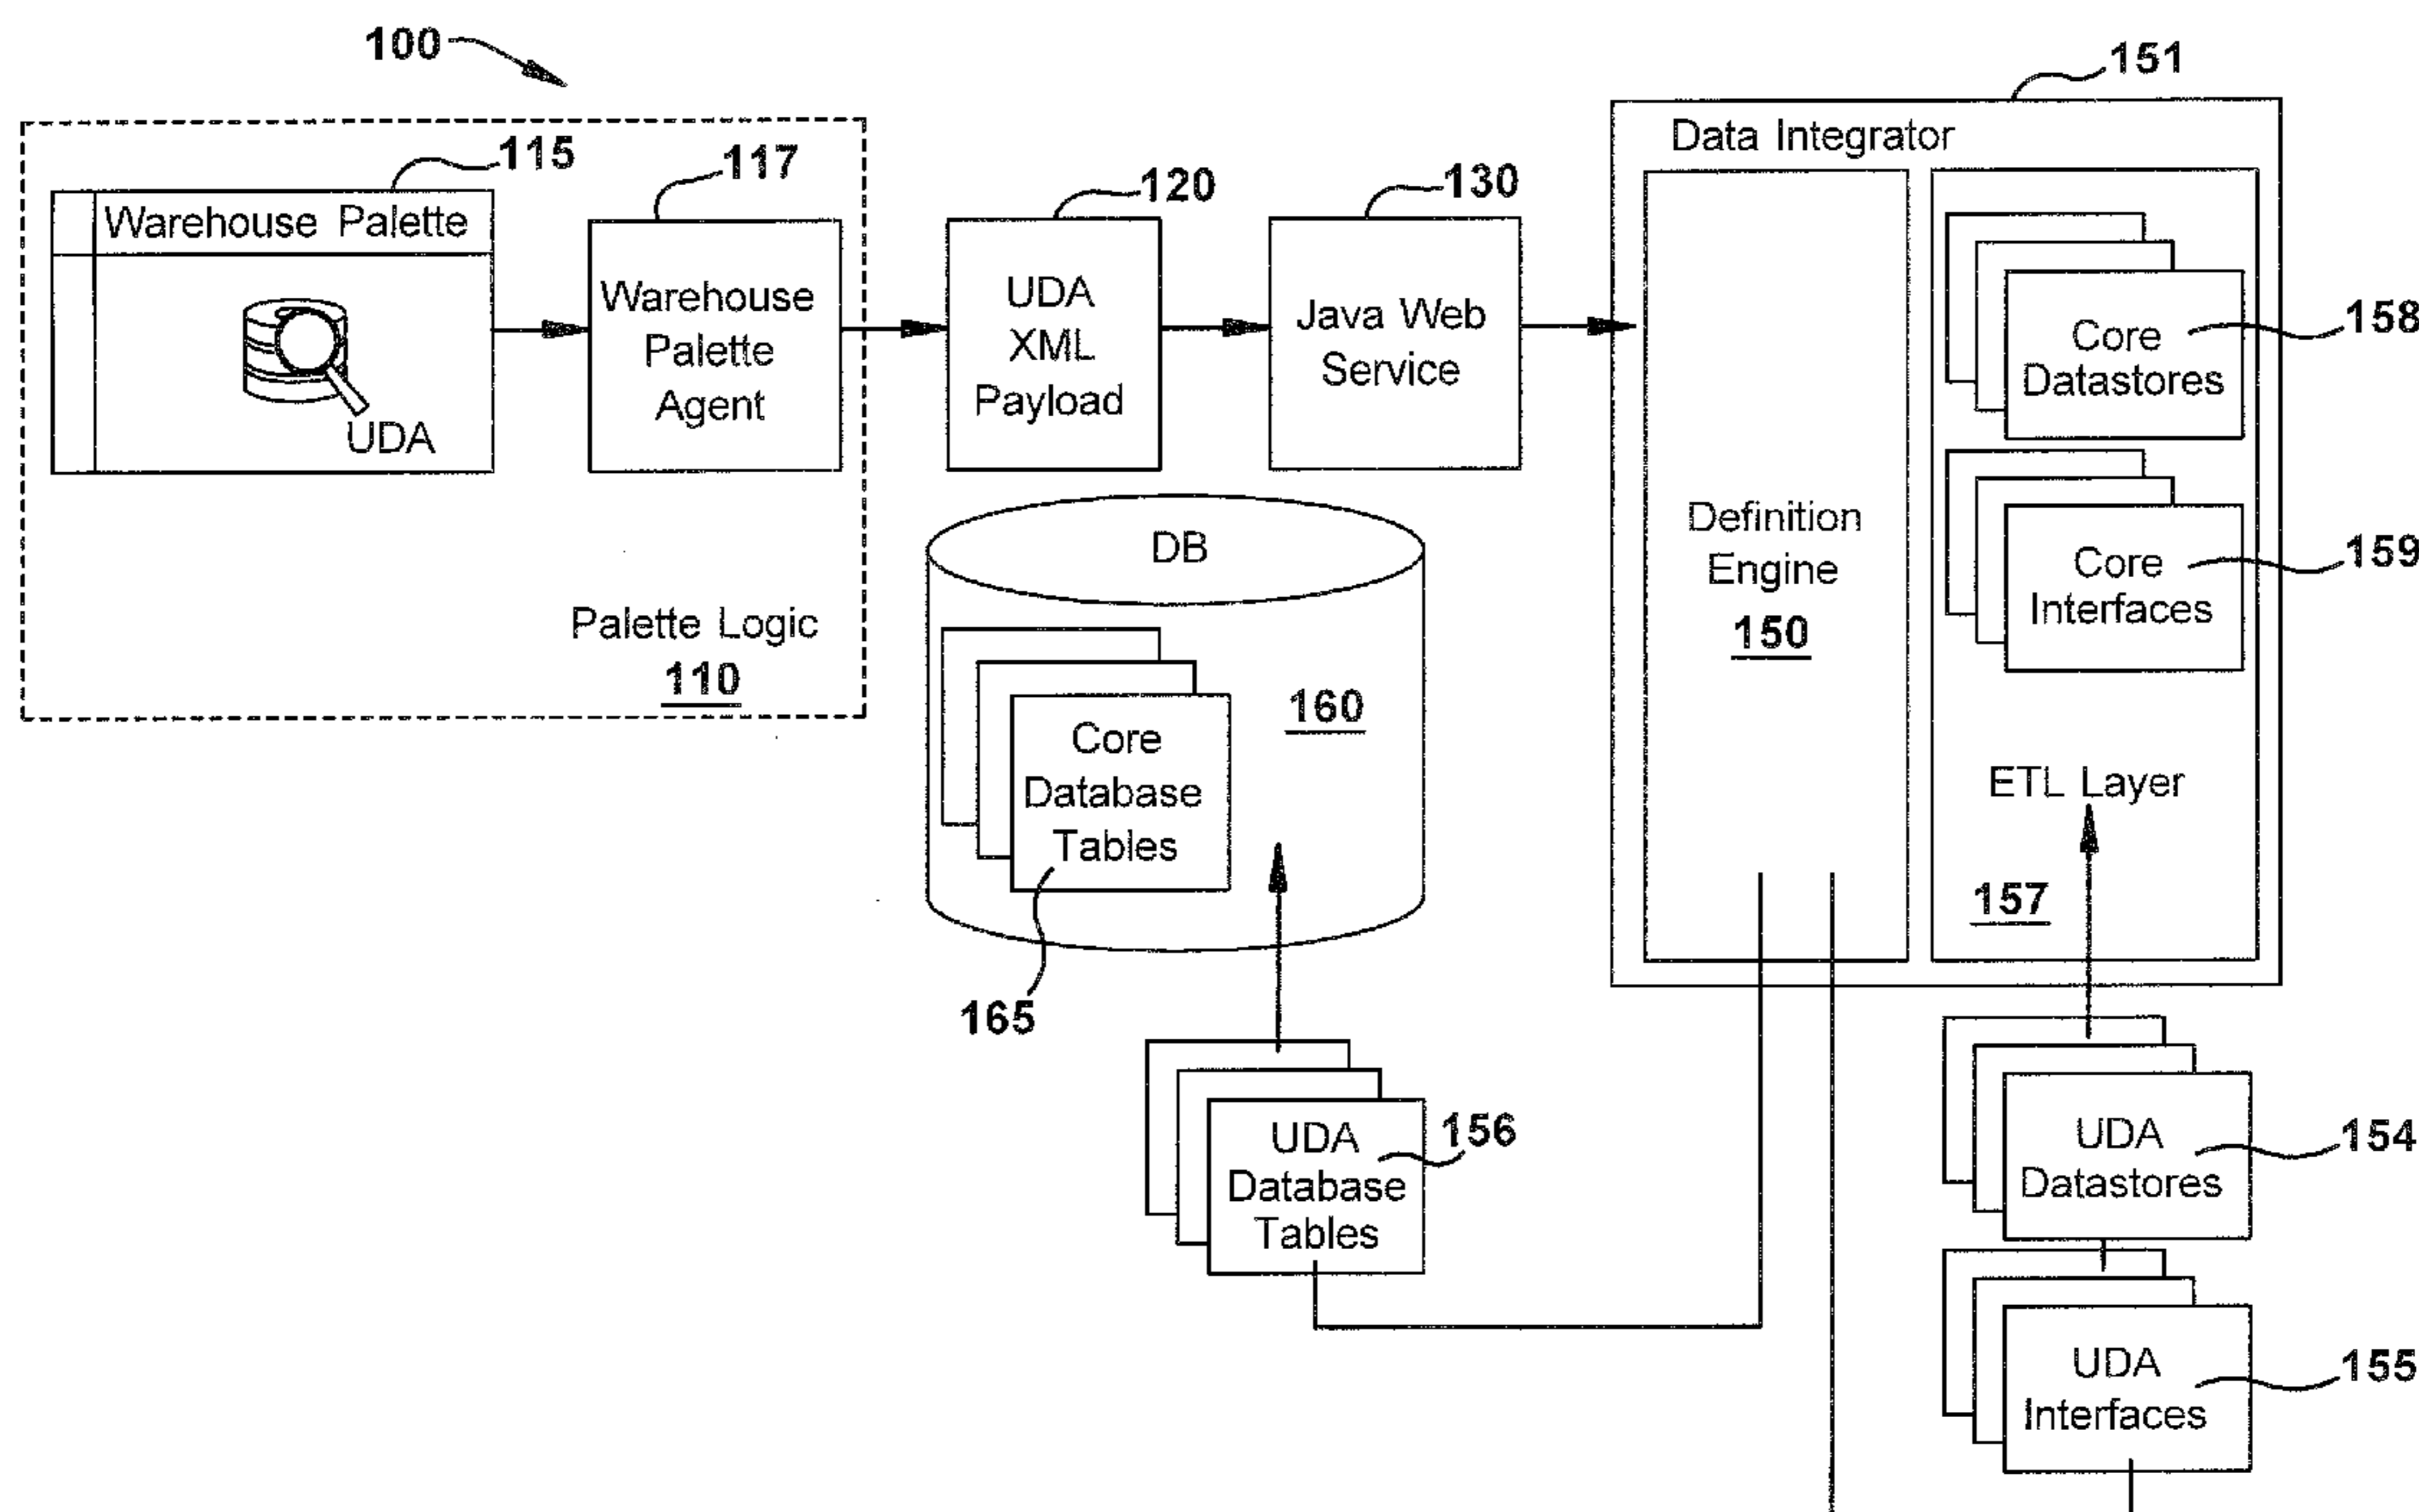 100
151
Data Integrator
115
117
120
130
Warehouse Palette
UDA
Warehouse
Palette
Agent
UDA
XML
Payload
Java Web
Service
Palette Logic
110
DB
Core
Database
Tables
160
165
Definition
Engine
150
Core
Datastores
158
Core
Interfaces
159
ETL Layer
157
UDA
Database
Tables
156
UDA
Datastores
154
UDA
Interfaces
155